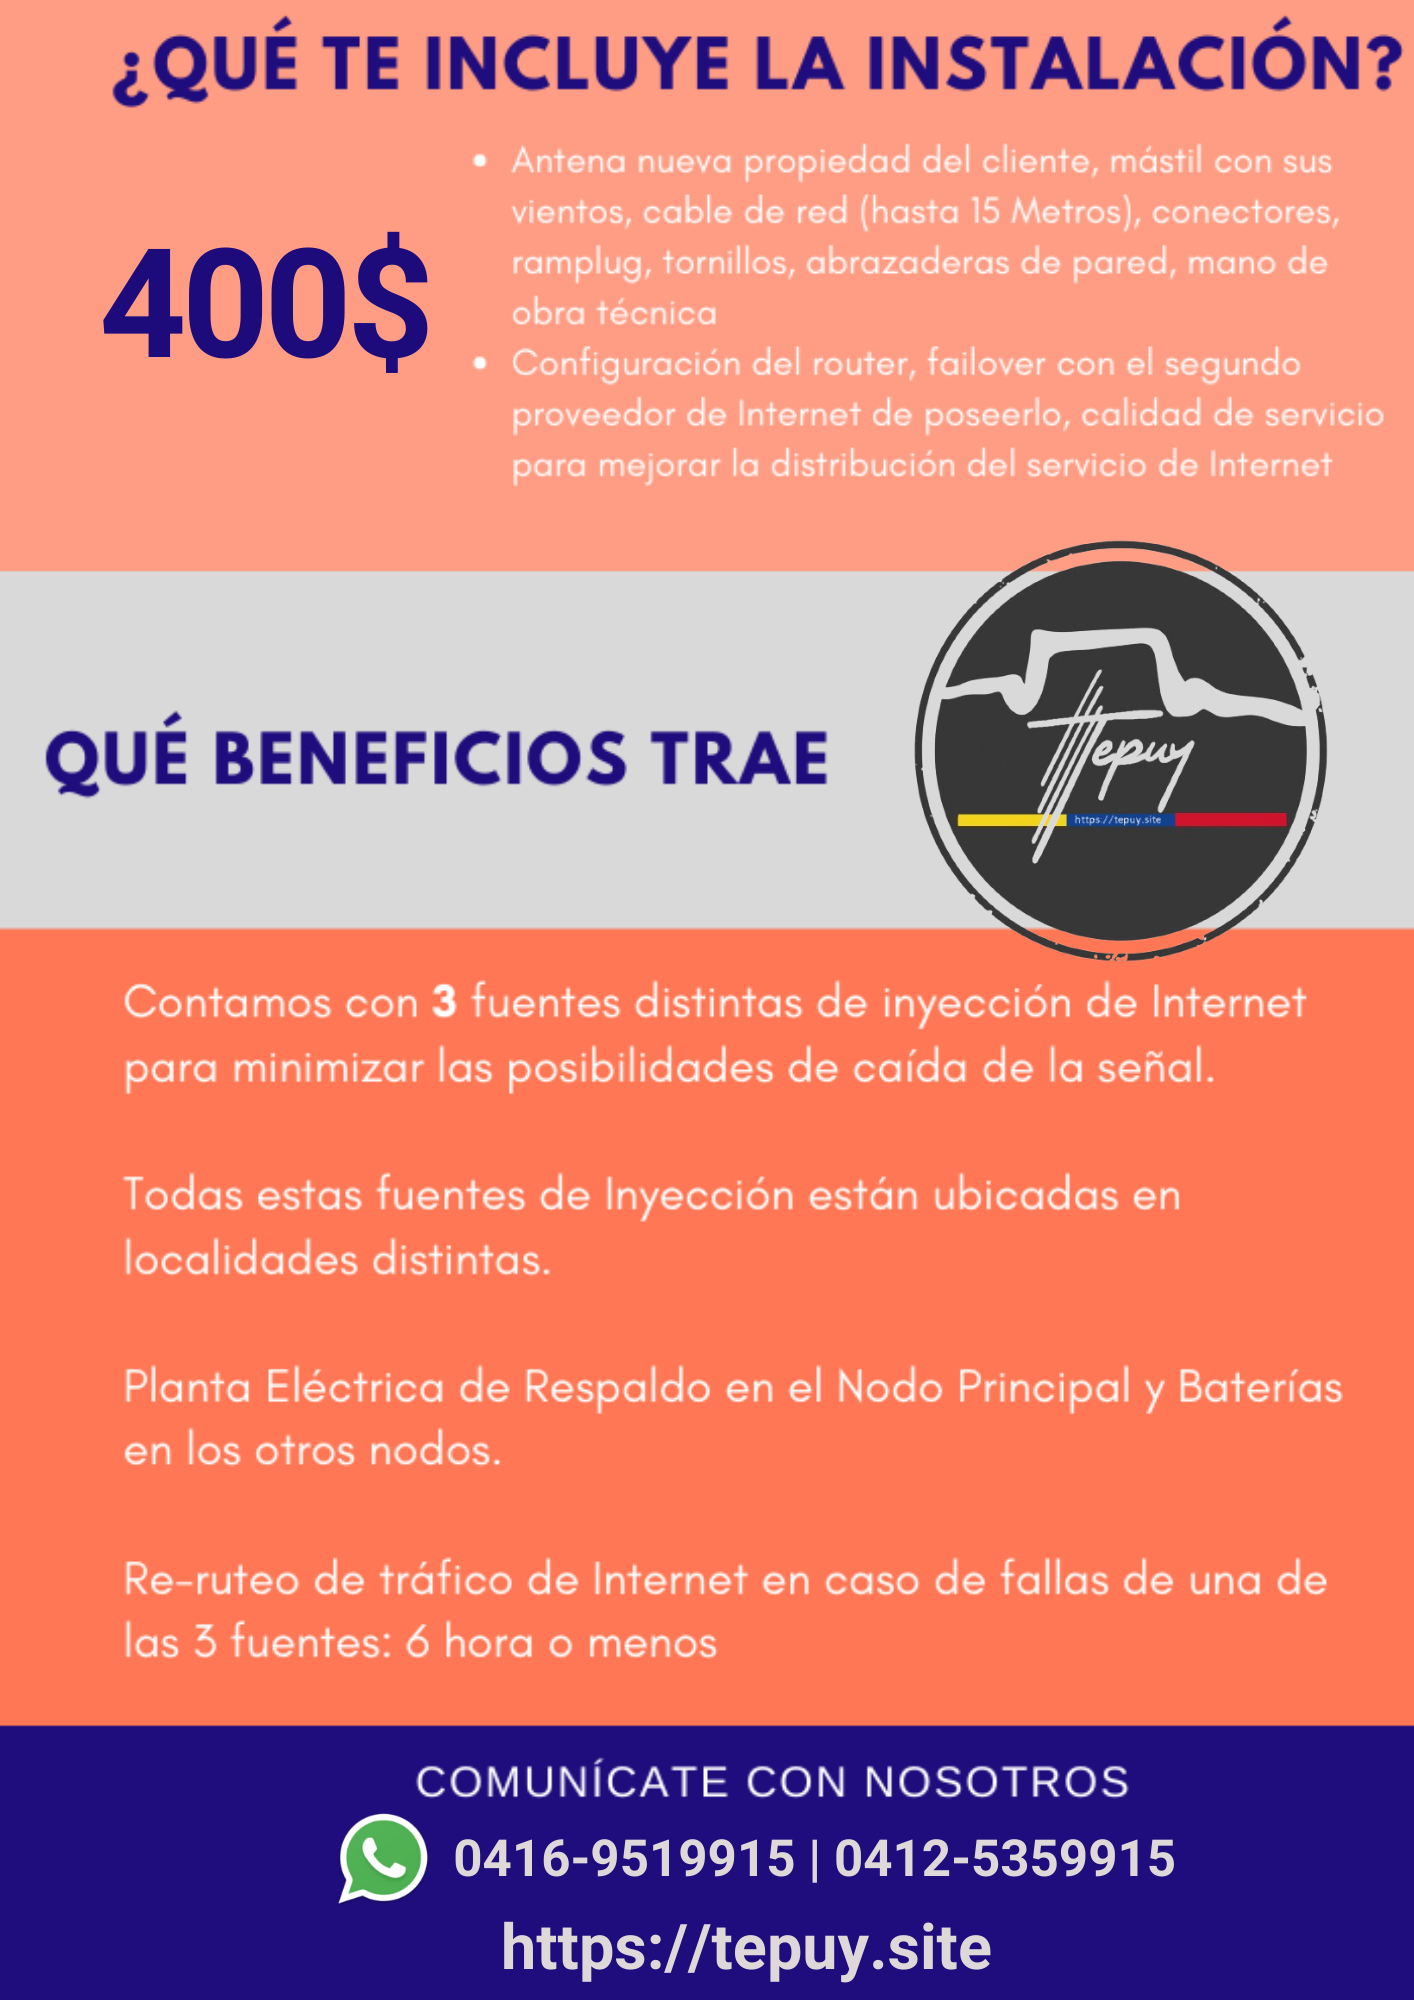 ¿QUÉ TE INCLUYE LA INSTALACIÓN?
400$
• Antena nueva propiedad del cliente, mástil con sus
vientos, cable de red (hasta 15 Metros), conectores,
ramplug, tornillos, abrazaderas de pared, mano de
obra técnica
• Configuración del router, failover con el segundo
proveedor de Internet de poseerlo, calidad de servicio
para mejorar la distribución del servicio de Internet
QUÉ BENEFICIOS TRAE
Tepuy
https://tepuy.site
Contamos con 3 fuentes distintas de inyección de Internet
para minimizar las posibilidades de caída de la señal.
Todas estas fuentes de Inyección están ubicadas en
localidades distintas.
Planta Eléctrica de Respaldo en el Nodo Principal y Baterías
en los otros nodos.
Re-ruteo de tráfico de Internet en caso de fallas de una de
las 3 fuentes: 6 hora o menos
COMUNÍCATE CON NOSOTROS
0416-9519915 | 0412-5359915
https://tepuy.site